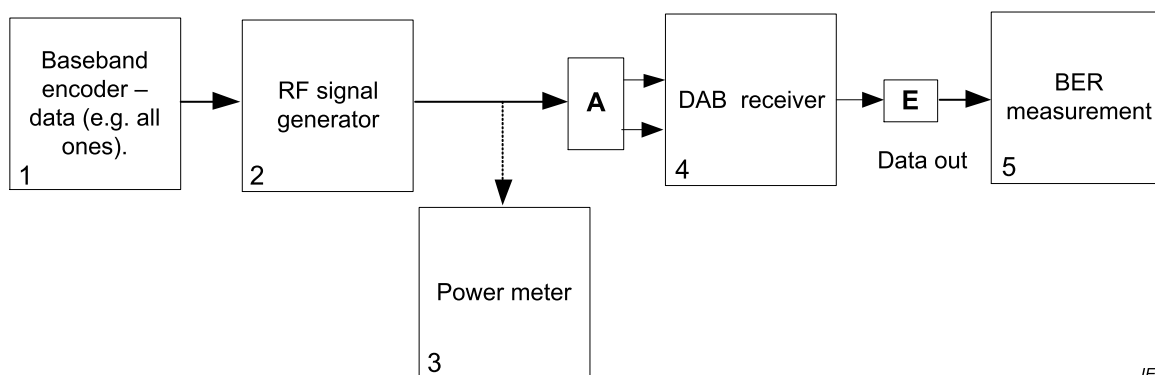 Baseband
encoder –
data (e.g. all
ones).
1
RF signal
generator
2
A
DAB receiver
4
E
Data out
BER
measurement
5
Power meter
3